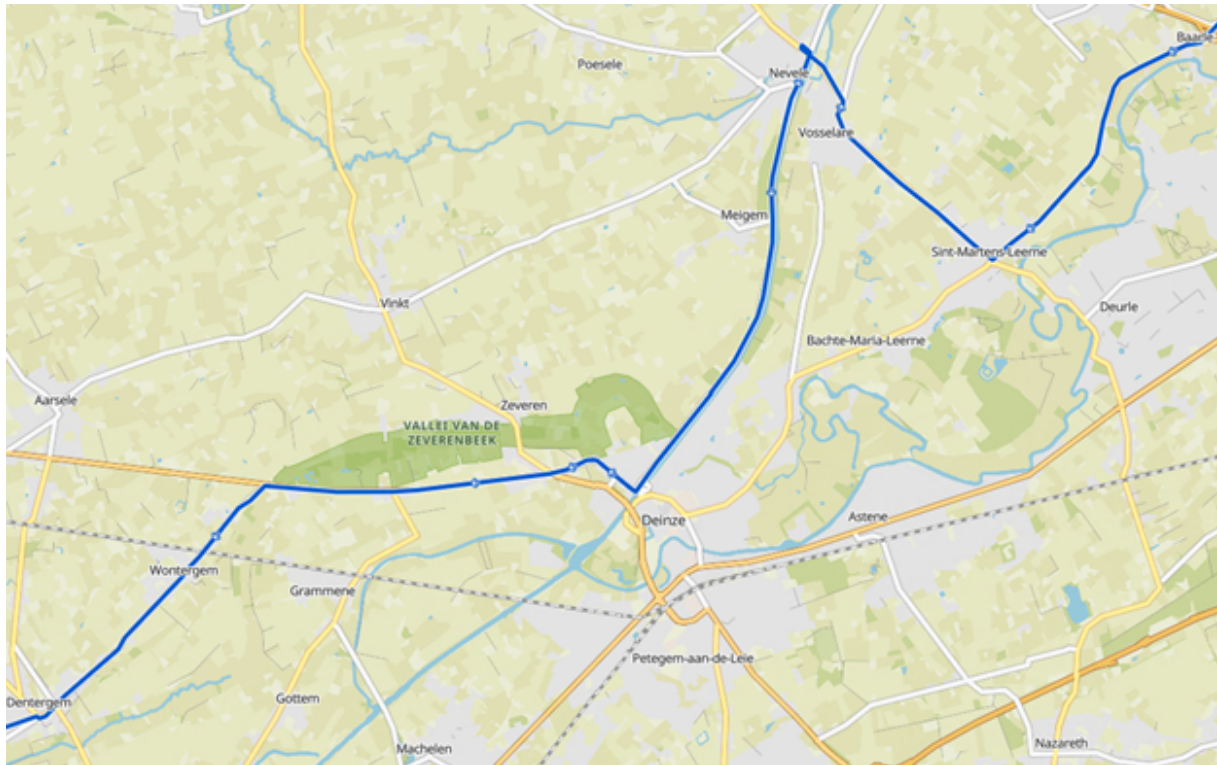 Baarle
Poesele
Nevele
Vosselare
Meigem
Sint-Martens-Leerne
Vinkt
Deurle
Bachte-Maria-Leerne
Aarsele
Zeveren
VALLEI VAN DE
ZEVERENBEEK
Astene
Deinze
Wontergem
Grammene
Petegem-aan-de-Leie
Dentergem
Gottem
Nazareth
Machelen